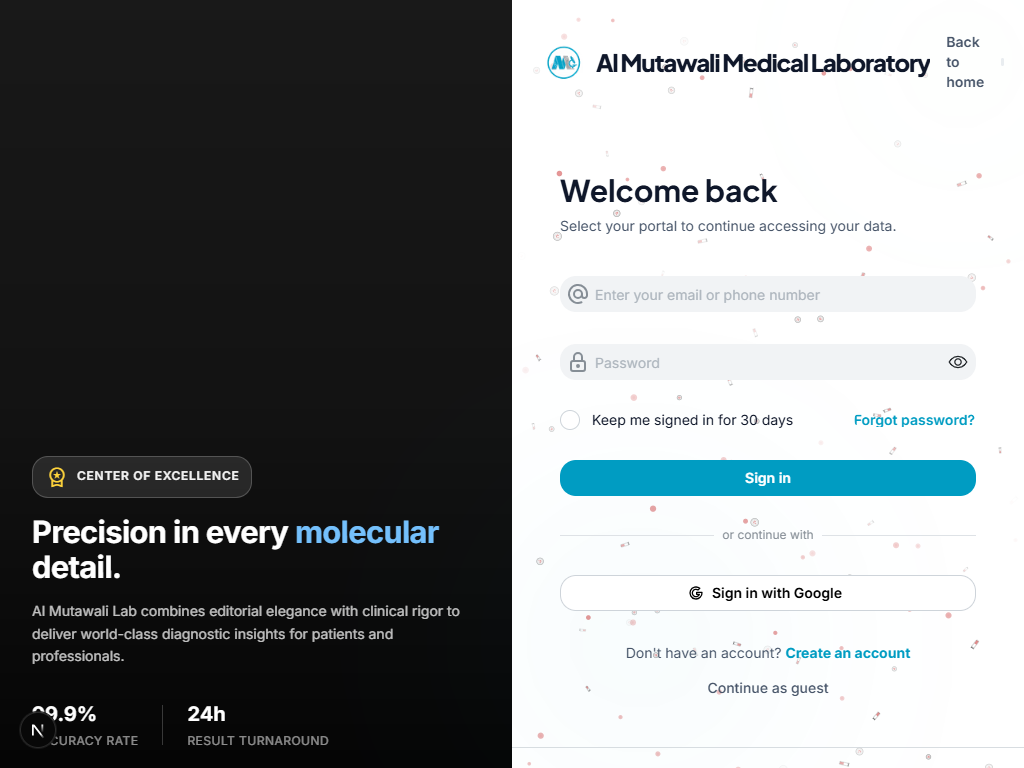 CENTER OF EXCELLENCE
Precision in every molecular
detail.
Al Mutawali Lab combines editorial elegance with clinical rigor to
deliver world-class diagnostic insights for patients and
professionals.
99.9%
24h
CURACY RATE
RESULT TURNAROUND
N
Al Mutawali Medical Laboratory
Back
to
home
Welcome back
Select your portal to continue accessing your data.
Enter your email or phone number
Password
Keep me signed in for 30 days
Forgot password?
Sign in
or continue with
Sign in with Google
Don't have an account? Create an account
Continue as guest